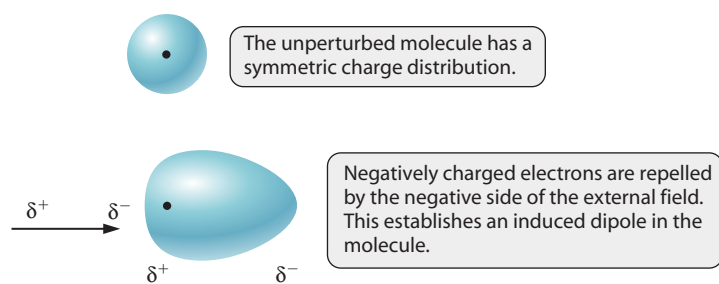 The unperturbed molecule has a
symmetric charge distribution.
Negatively charged electrons are repelled
by the negative side of the external field.
This establishes an induced dipole in the
molecule.
δ+ δ−
δ+ δ−